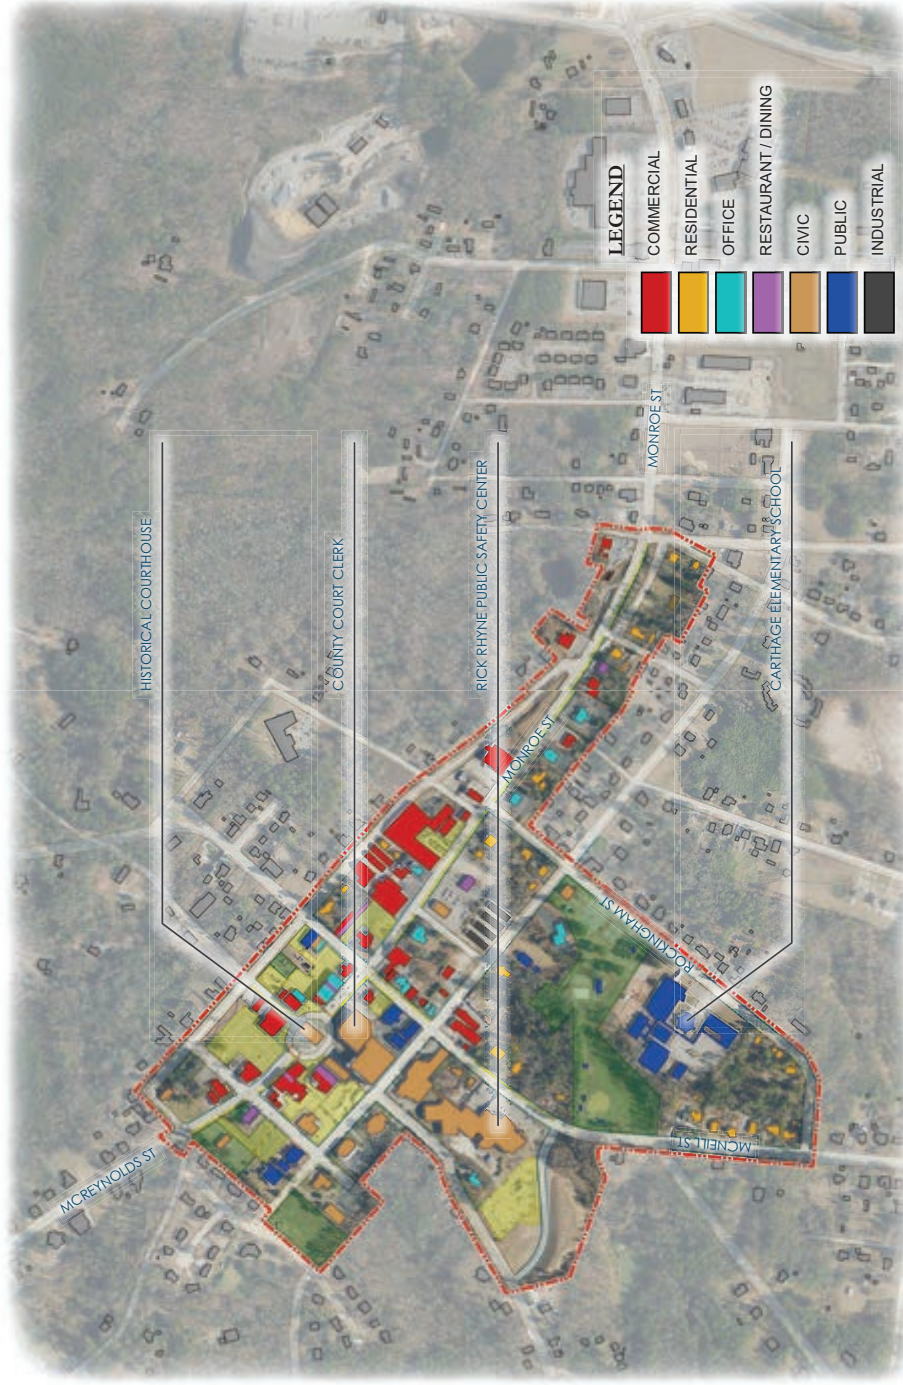 HISTORICAL COURTHOUSE
COUNTY COURT CLERK
RICK RHYNE PUBLIC SAFETY CENTER
CARTHAGE ELEMENTARY SCHOOL
MCREYNOLDS ST
MONROE ST
MONROE ST
ROCKINGHAM ST
MCNEILL ST
LEGEND
COMMERCIAL
RESIDENTIAL
OFFICE
RESTAURANT / DINING
CIVIC
PUBLIC
INDUSTRIAL